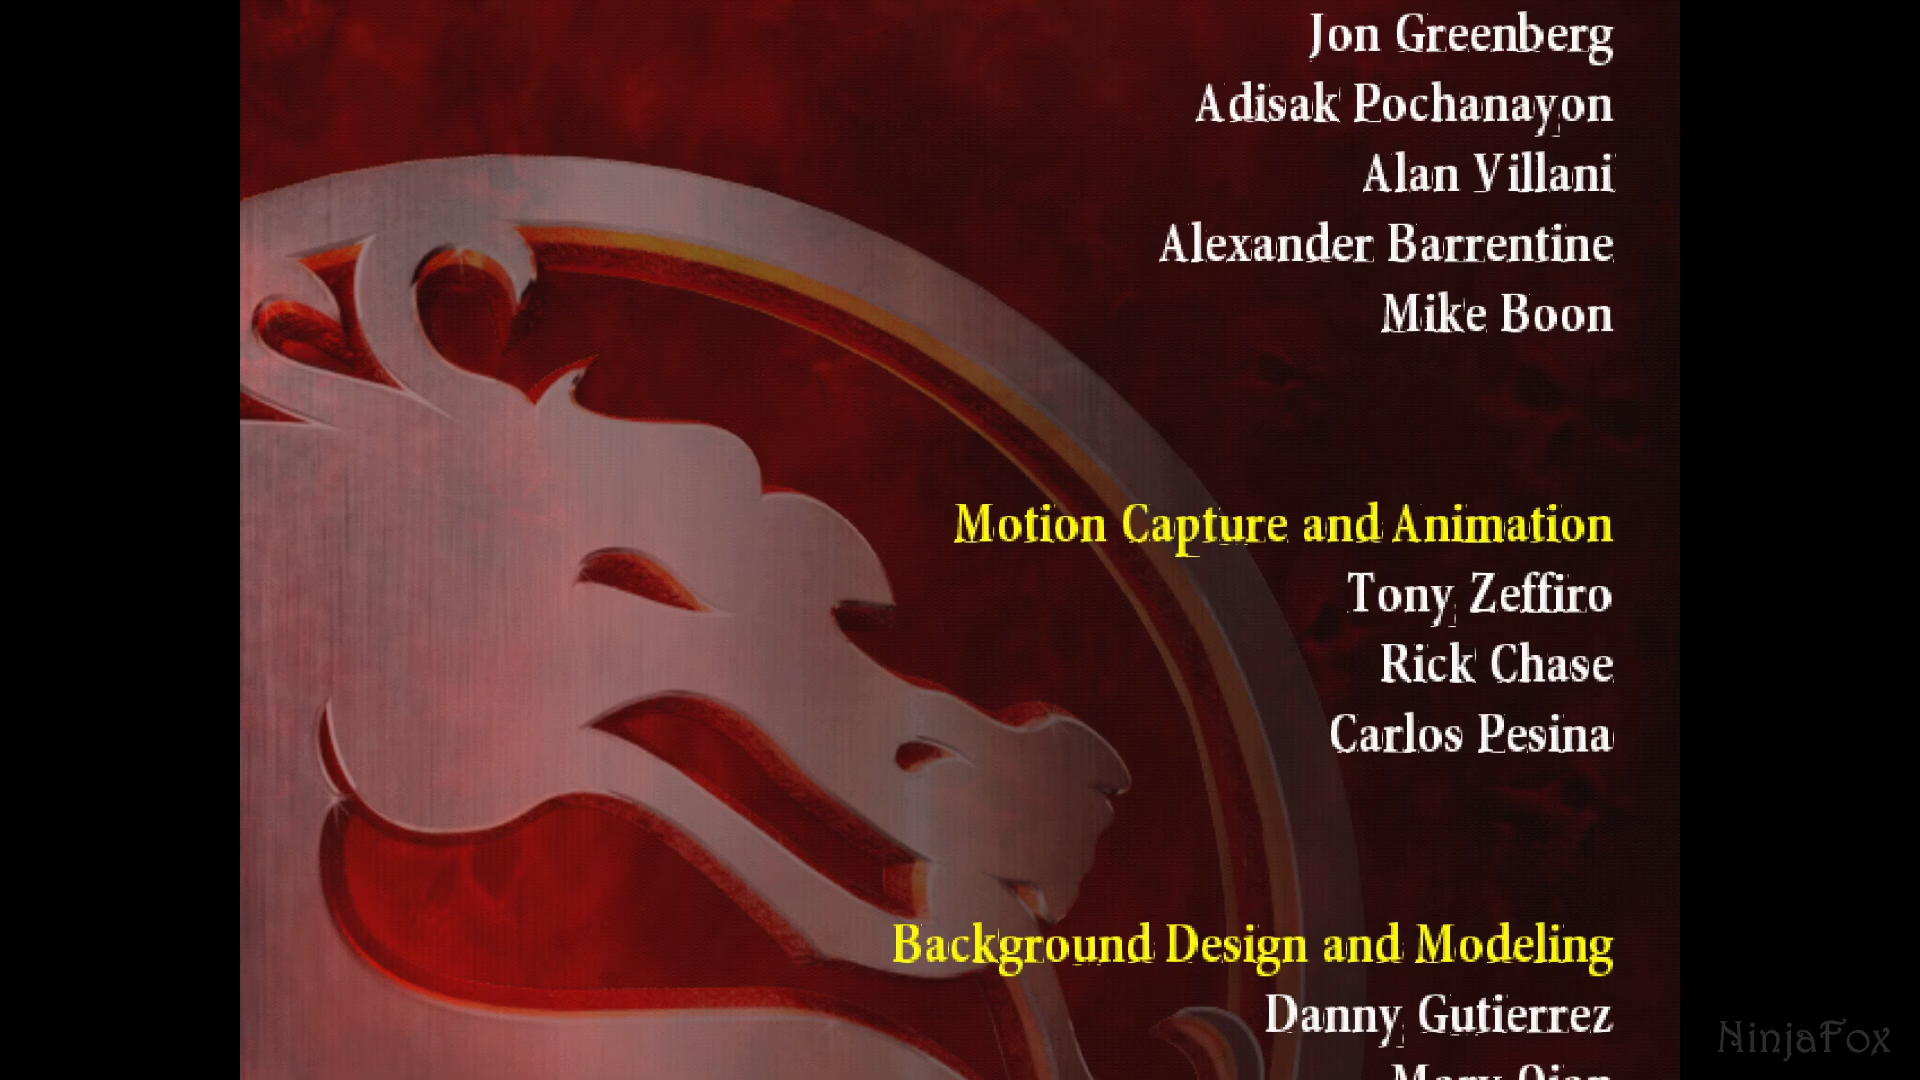 Jon Greenberg
Adisak Pochanayon
Alan Villani
Alexander Barrentine
Mike Boon
Motion Capture and Animation
Tony Zeffiro
Rick Chase
Carlos Pesina
Background Design and Modeling
Danny Gutierrez
NinjaFox